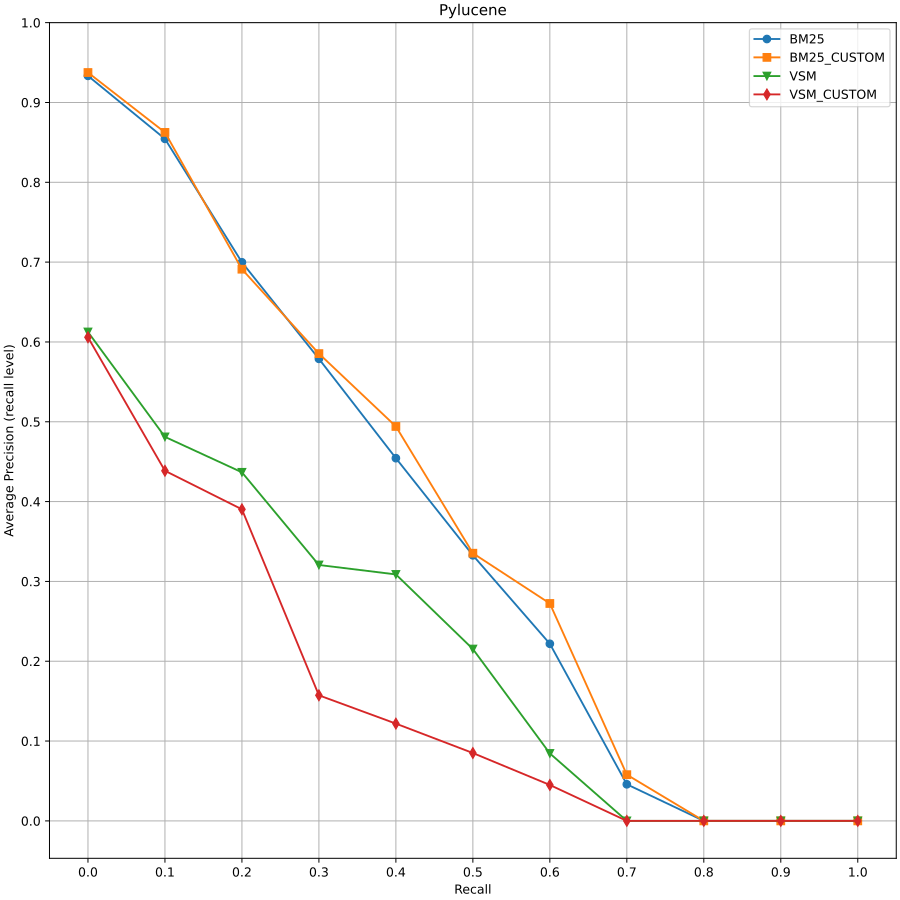 Pylucene
BM25
BM25_CUSTOM
VSM
VSM_CUSTOM
Average Precision (recall level)
1.0
0.9
0.8
0.7
0.6
0.5
0.4
0.3
0.2
0.1
0.0
0.0 0.1 0.2 0.3 0.4 0.5 0.6 0.7 0.8 0.9 1.0
Recall